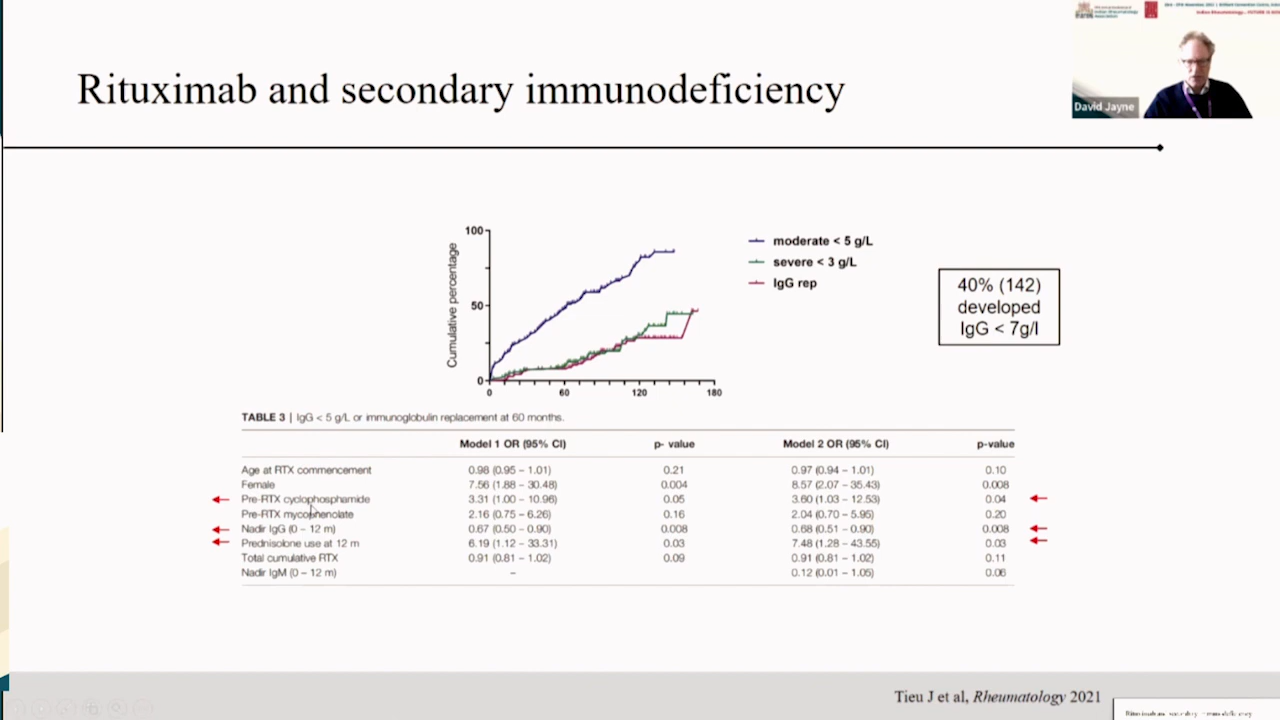 Rituximab and secondary immunodeficiency
David Jayne
100
50
0
Cumulative percentage
0 60 120 180
moderate < 5 g/L
severe < 3 g/L
IgG rep
40% (142)
developed
IgG < 7g/l
TABLE 3 | IgG < 5 g/L or immunoglobulin replacement at 60 months.
Model 1 OR (95% CI) p- value Model 2 OR (95% CI) p-value
Age at RTX commencement 0.98 (0.95 – 1.01) 0.21 0.97 (0.94 – 1.01) 0.10
Female 7.56 (1.88 – 30.48) 0.004 8.57 (2.07 – 35.43) 0.008
Pre-RTX cyclophosphamide 3.31 (1.00 – 10.96) 0.05 3.60 (1.03 – 12.53) 0.04
Pre-RTX mycophenolate 2.16 (0.75 – 6.26) 0.16 2.04 (0.70 – 5.95) 0.20
Nadir IgG (0 – 12 m) 0.67 (0.50 – 0.90) 0.008 0.68 (0.51 – 0.90) 0.008
Prednisolone use at 12 m 6.19 (1.12 – 33.31) 0.03 7.48 (1.28 – 43.55) 0.03
Total cumulative RTX 0.91 (0.81 – 1.02) 0.09 0.91 (0.81 – 1.02) 0.11
Nadir IgM (0 – 12 m) – 0.12 (0.01 – 1.05) 0.06
Tieu J et al, Rheumatology 2021